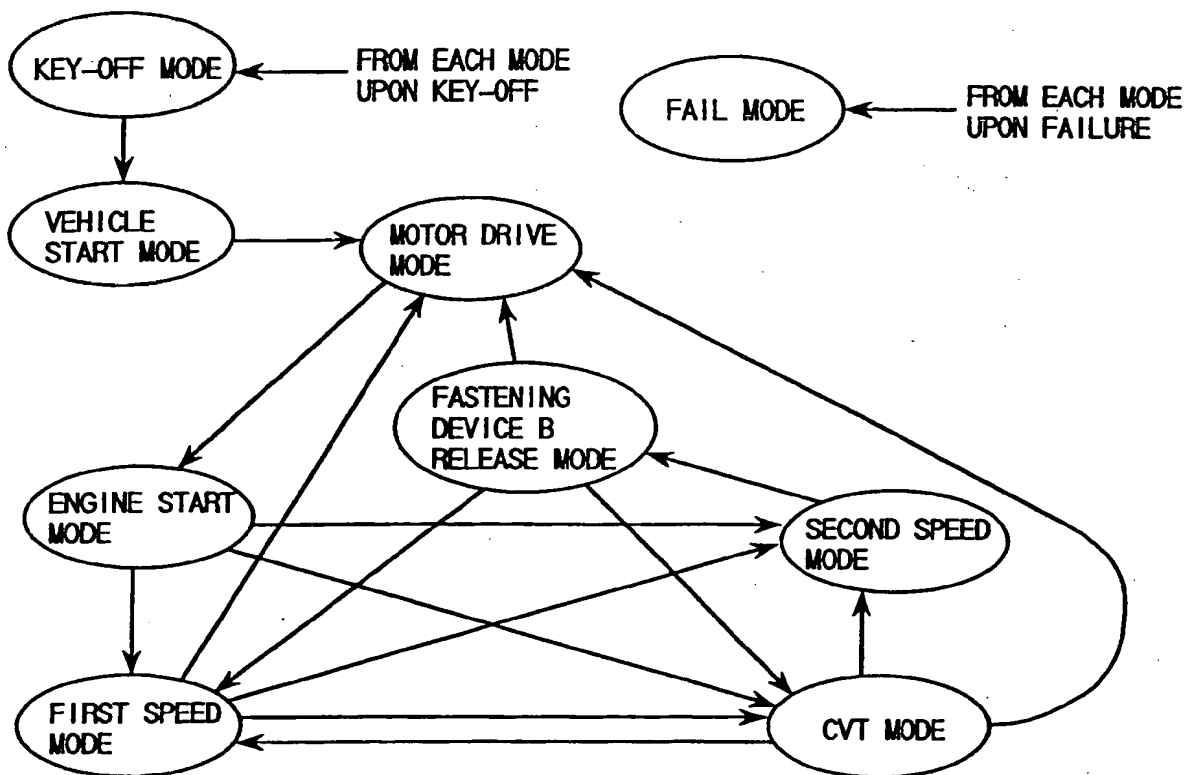 KEY-OFF MODE
FROM EACH MODE
UPON KEY-OFF
FAIL MODE
FROM EACH MODE
UPON FAILURE
VEHICLE
START MODE
MOTOR DRIVE
MODE
FASTENING
DEVICE B
RELEASE MODE
ENGINE START
MODE
SECOND SPEED
MODE
FIRST SPEED
MODE
CVT MODE